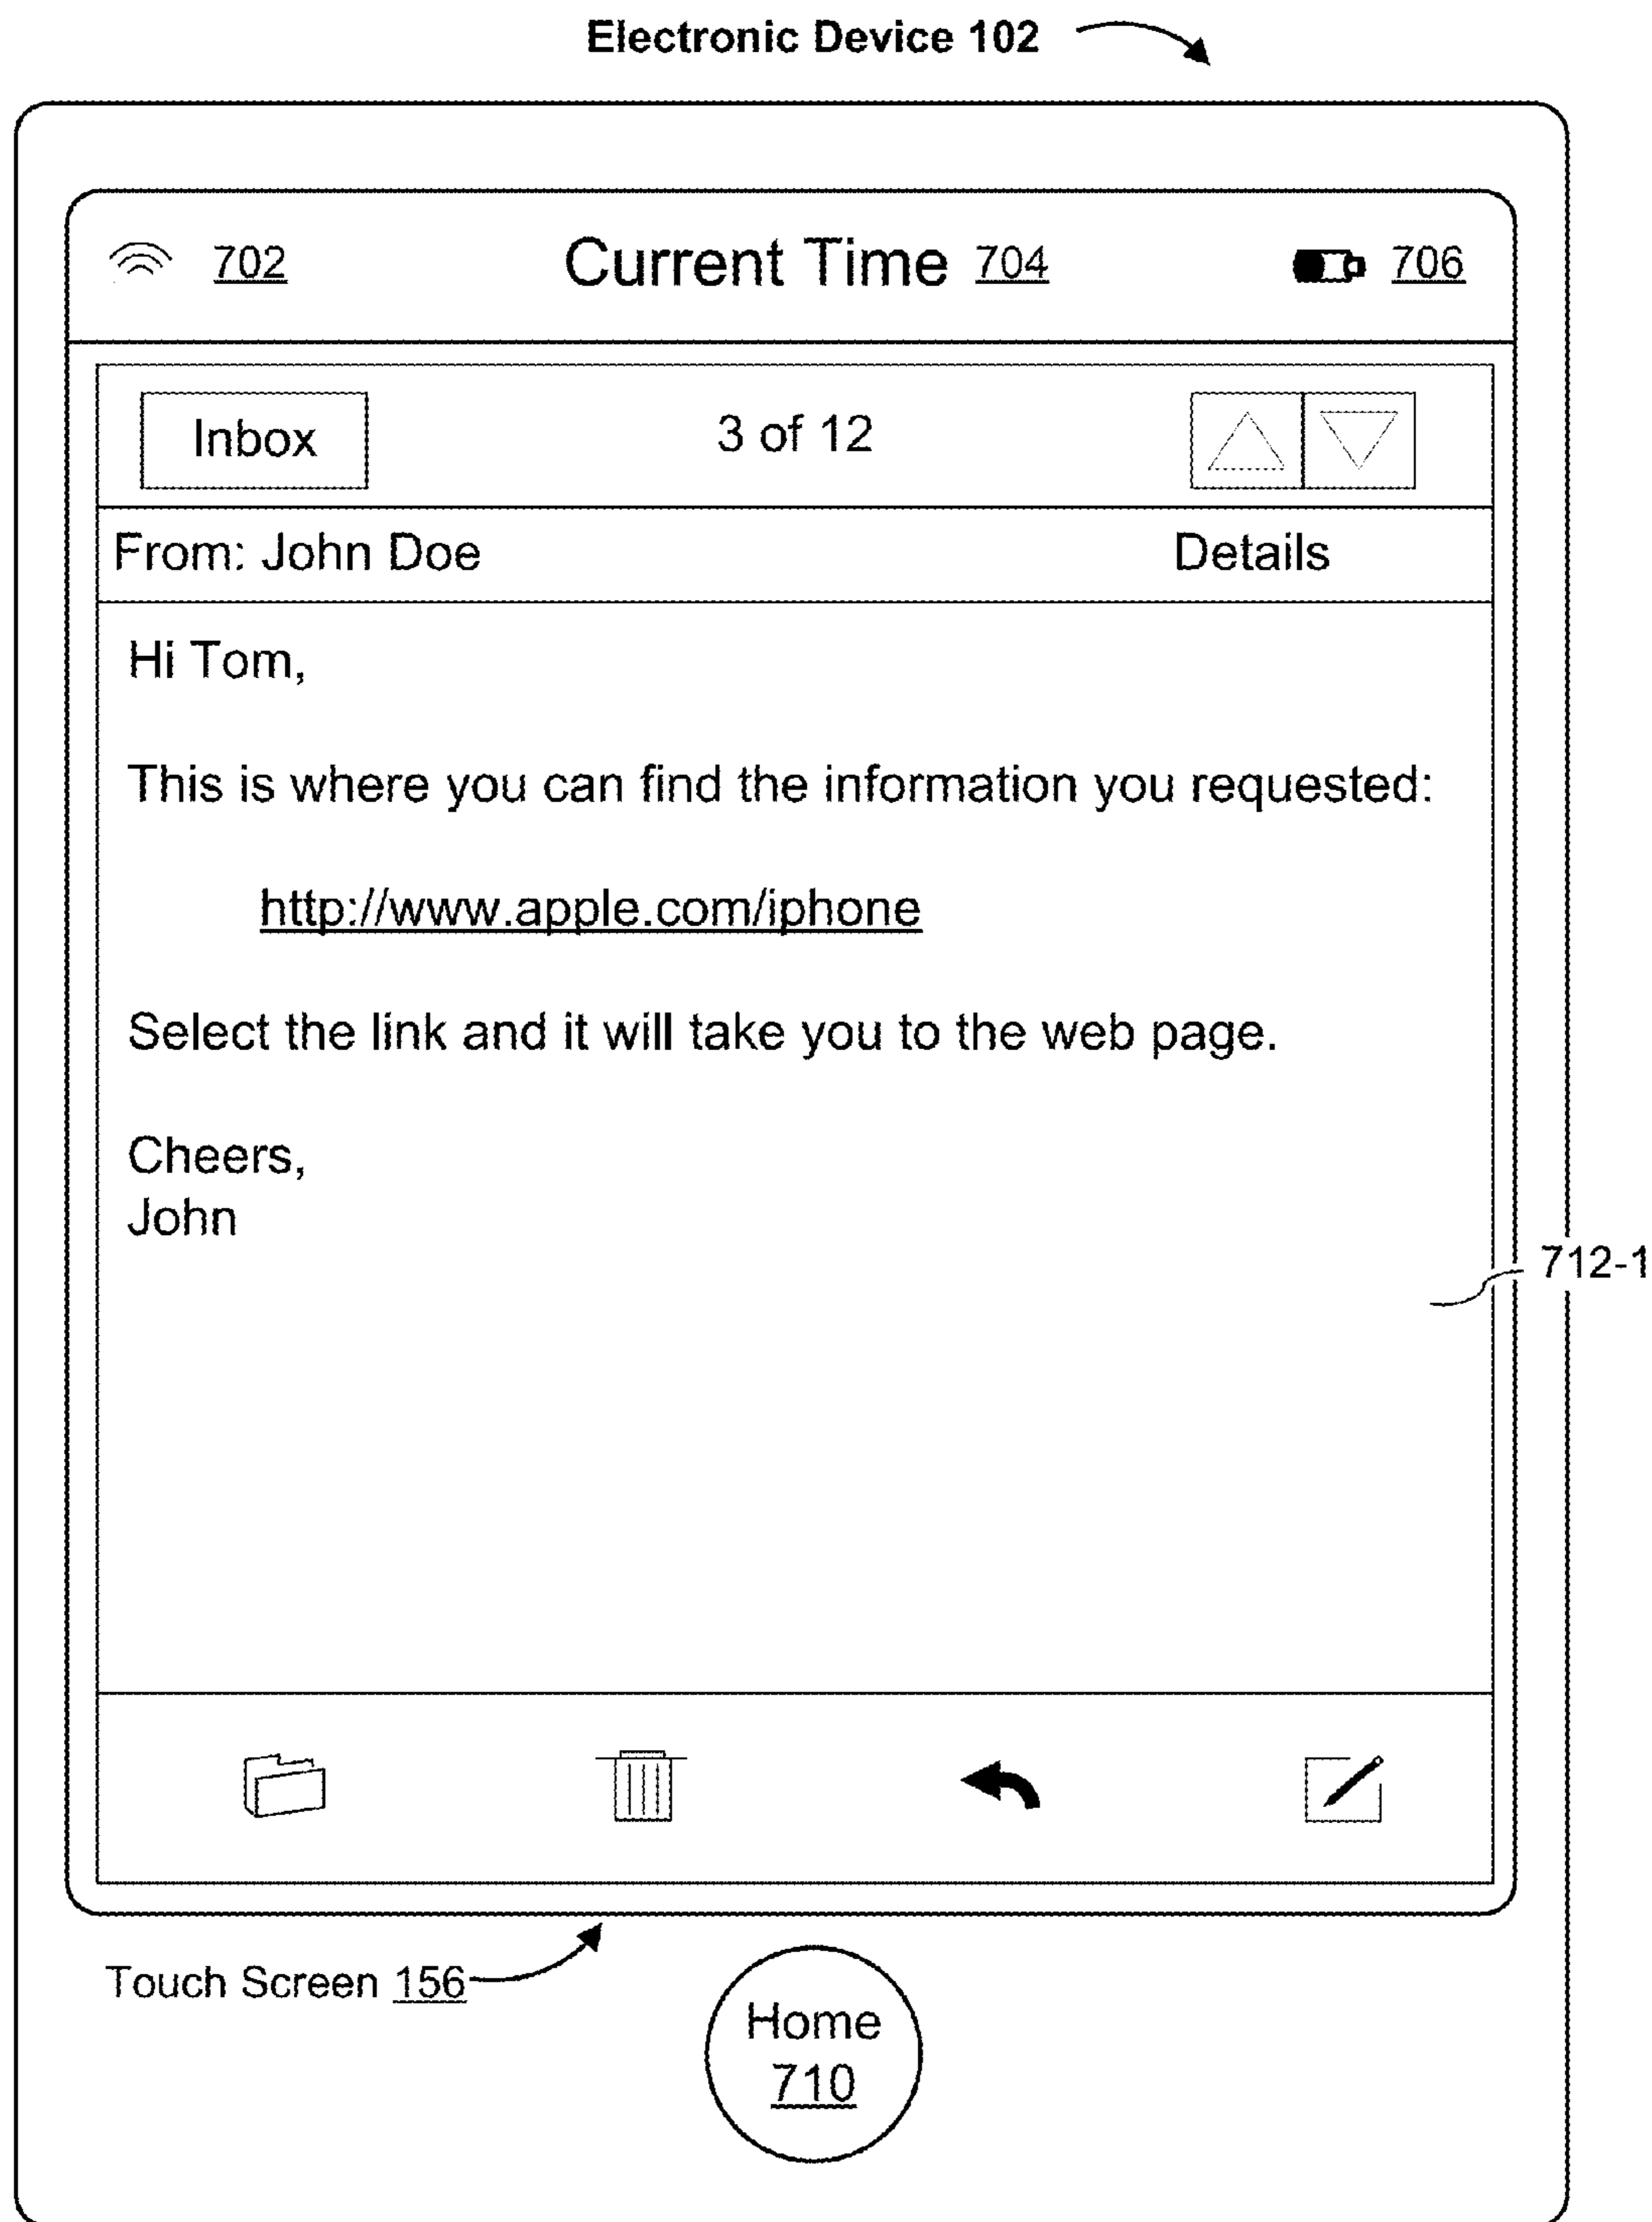 Electronic Device 102
702 Current Time 704 706
Inbox 3 of 12
From: John Doe Details
Hi Tom,
This is where you can find the information you requested:
http://www.apple.com/iphone
Select the link and it will take you to the web page.
Cheers,
John
712-1
Touch Screen 156
Home
710